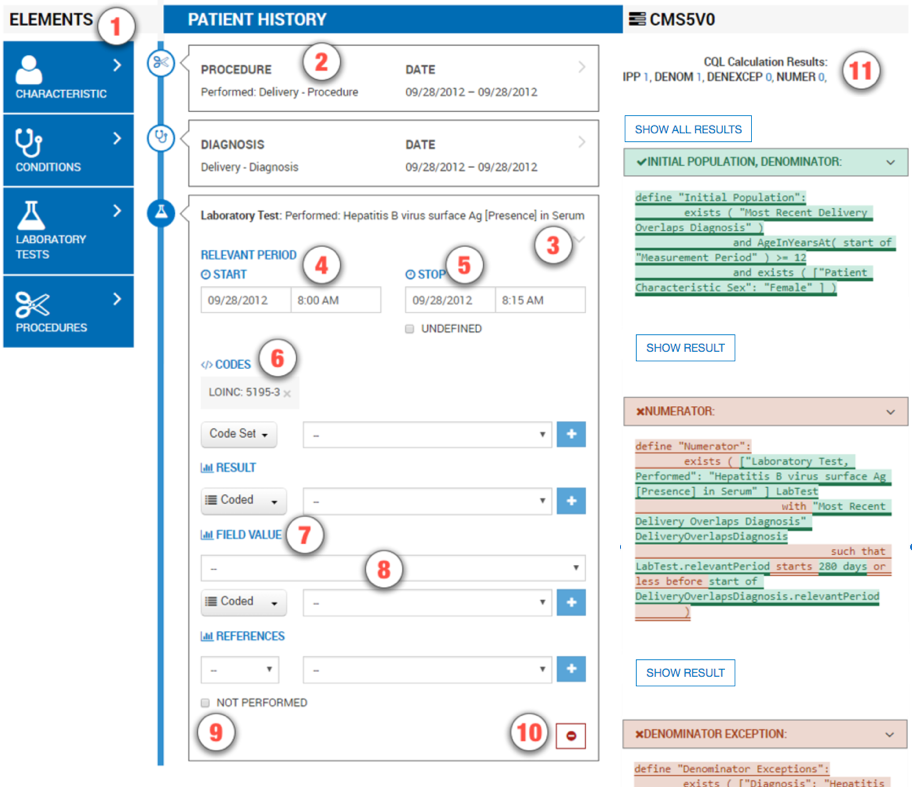 ELEMENTS
1
CHARACTERISTIC
CONDITIONS
LABORATORY
TESTS
PROCEDURES
PATIENT HISTORY
PROCEDURE
2
DATE
Performed: Delivery - Procedure
09/28/2012 – 09/28/2012
DIAGNOSIS
DATE
Delivery - Diagnosis
09/28/2012 – 09/28/2012
Laboratory Test: Performed: Hepatitis B virus surface Ag [Presence] in Serum
3
RELEVANT PERIOD
4
START
STOP
5
09/28/2012
8:00 AM
09/28/2012
8:15 AM
UNDEFINED
6
</> CODES
LOINC: 5195-3 x
Code Set
--
+
RESULT
Coded
--
+
FIELD VALUE
7
--
8
Coded
--
+
REFERENCES
--
--
+
NOT PERFORMED
9
10
CMS5V0
CQL Calculation Results:
IPP 1, DENOM 1, DENEXCEP 0, NUMER 0,
11
SHOW ALL RESULTS
INITIAL POPULATION, DENOMINATOR:
define "Initial Population":
exists ( "Most Recent Delivery
Overlaps Diagnosis" )
and AgeInYearsAt( start of
"Measurement Period" ) >= 12
and exists ( ["Patient
Characteristic Sex": "Female" ] )
SHOW RESULT
NUMERATOR:
define "Numerator":
exists ( ["Laboratory Test,
Performed": "Hepatitis B virus surface Ag
[Presence] in Serum" ] LabTest
with "Most Recent
Delivery Overlaps Diagnosis"
DeliveryOverlapsDiagnosis
such that
LabTest.relevantPeriod starts 280 days or
less before start of
DeliveryOverlapsDiagnosis.relevantPeriod
)
SHOW RESULT
DENOMINATOR EXCEPTION:
define "Denominator Exceptions":
exists ( ["Diagnosis": "Hepatitis